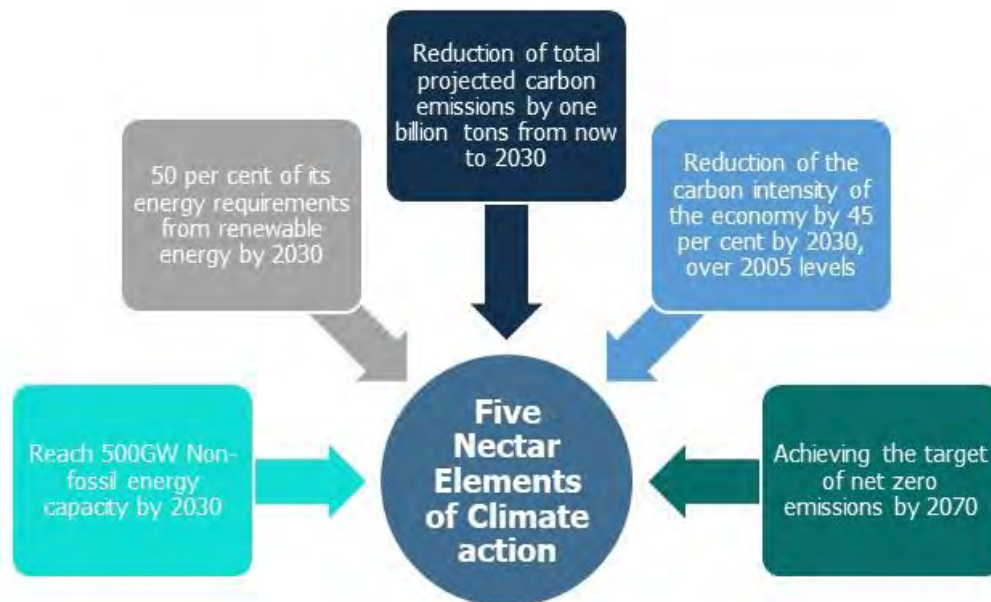 Reduction of total
projected carbon
emissions by one
billion tons from now
to 2030
50 per cent of its
energy requirements
from renewable
energy by 2030
Reduction of the
carbon intensity of
the economy by 45
per cent by 2030,
over 2005 levels
Reach 500GW Non-
fossil energy
capacity by 2030
Five
Nectar
Elements
of Climate
action
Achieving the target
of net zero
emissions by 2070